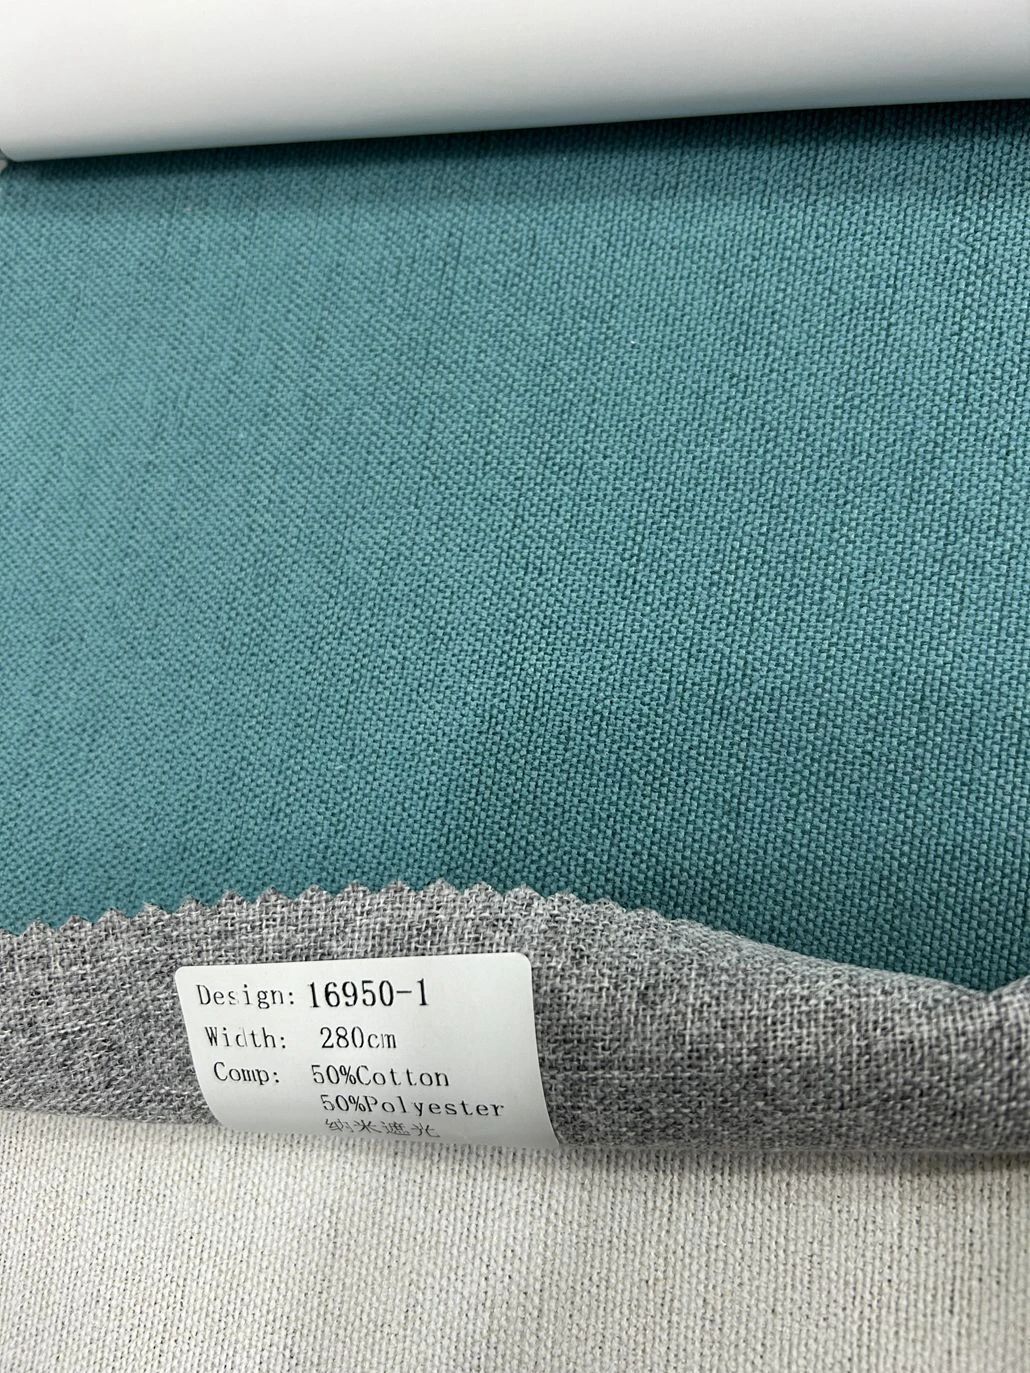 Design: 16950-1
Width: 280cm
Comp: 50%Cotton
50%Polyester
纳米遮光